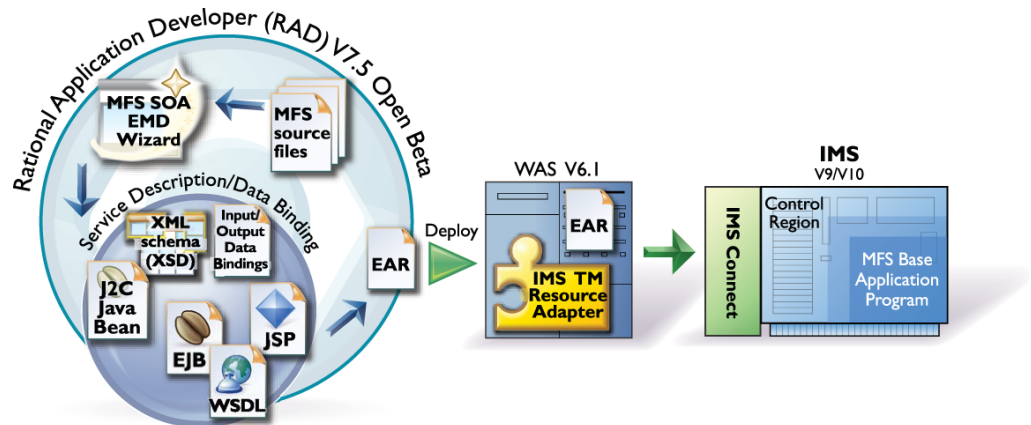 Rational Application Developer (RAD) V7.5 Open Beta
MFS SOA
EMD
Wizard
MFS
source
files
Service Description/Data Binding
XML
schema
(XSD)
Input/
Output
Data
Bindings
J2C
Java
Bean
EJB
JSP
WSDL
EAR
Deploy
WAS V6.1
EAR
IMS TM
Resource
Adapter
IMS
V9/V10
IMS Connect
Control
Region
MFS Base
Application
Program